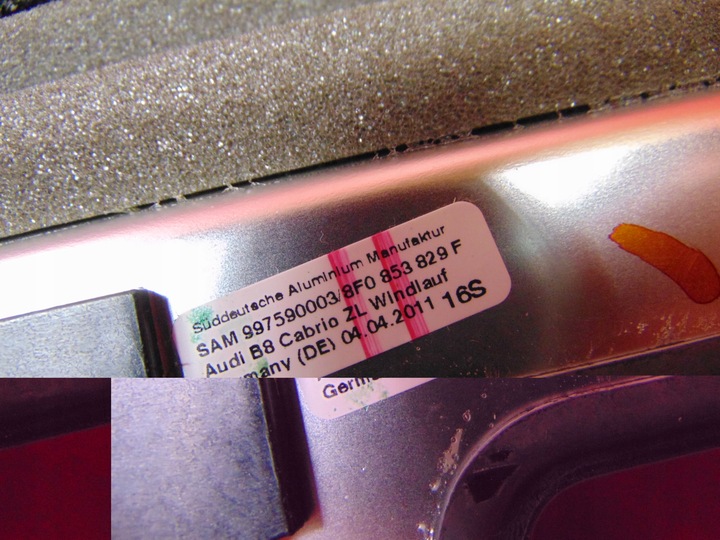 Süddeutsche Aluminium Manufaktur
SAM 997590003/8F0 853 829 F
Audi B8 Cabrio ZL Windlauf
many (DE) 04.04.2011 16S
Germ